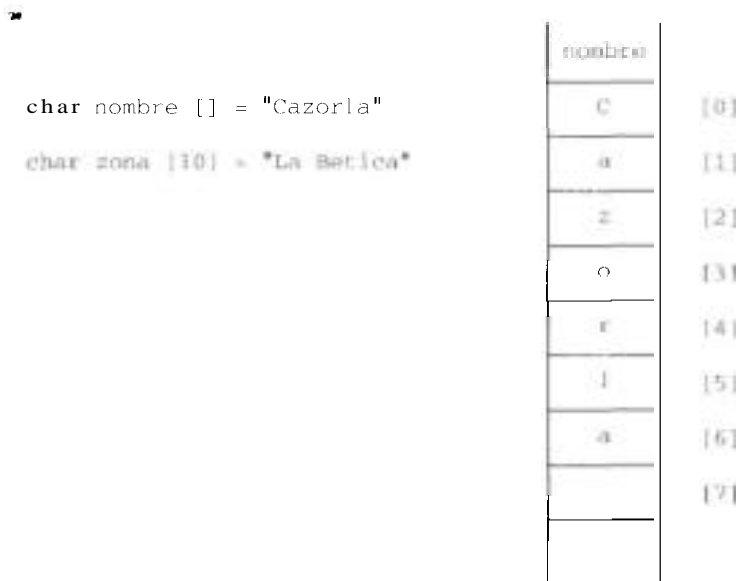 nombre
char nombre [] = "Cazorla"
C [0]
char zona [10] = "La Betica"
a [1]
z [2]
o [3]
r [4]
l [5]
a [6]
[7]